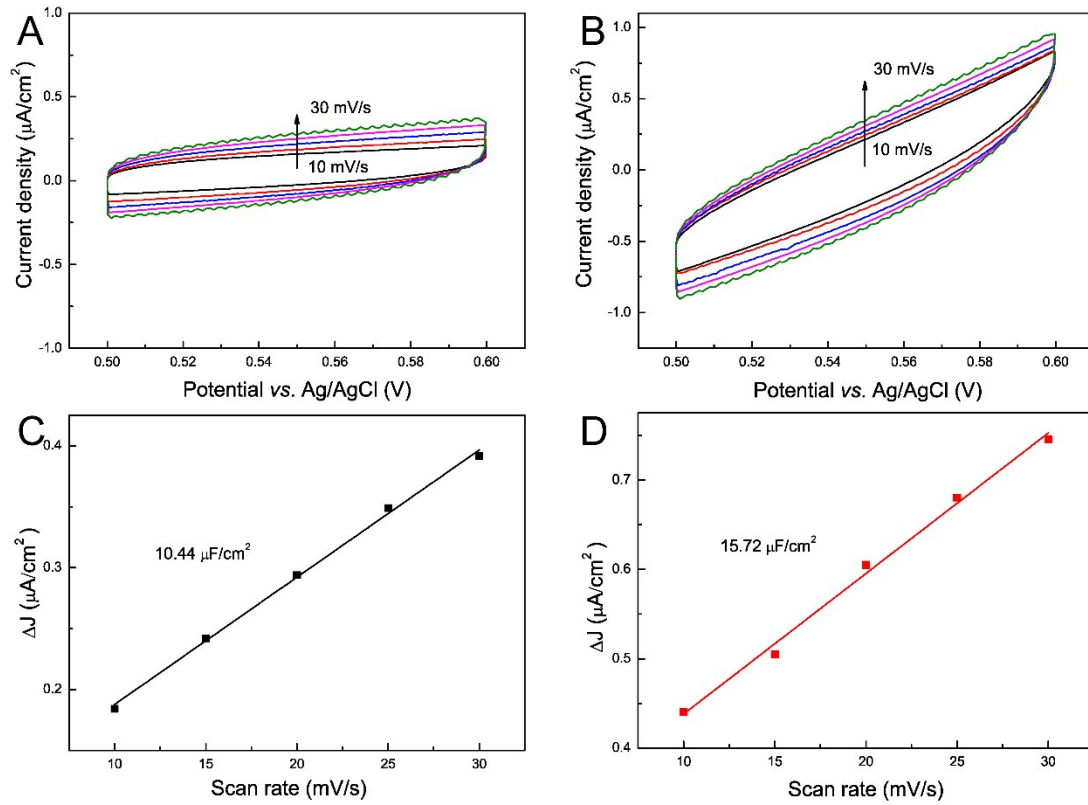 A
Current density (μA/cm²)
1.0
0.5
0.0
-0.5
-1.0
30 mV/s
10 mV/s
0.50 0.52 0.54 0.56 0.58 0.60
Potential vs. Ag/AgCl (V)
B
Current density (μA/cm²)
1.0
0.5
0.0
-0.5
-1.0
30 mV/s
10 mV/s
0.50 0.52 0.54 0.56 0.58 0.60
Potential vs. Ag/AgCl (V)
C
ΔJ (μA/cm²)
0.4
0.3
0.2
10.44 μF/cm²
10 15 20 25 30
Scan rate (mV/s)
D
ΔJ (μA/cm²)
0.7
0.6
0.5
0.4
15.72 μF/cm²
10 15 20 25 30
Scan rate (mV/s)